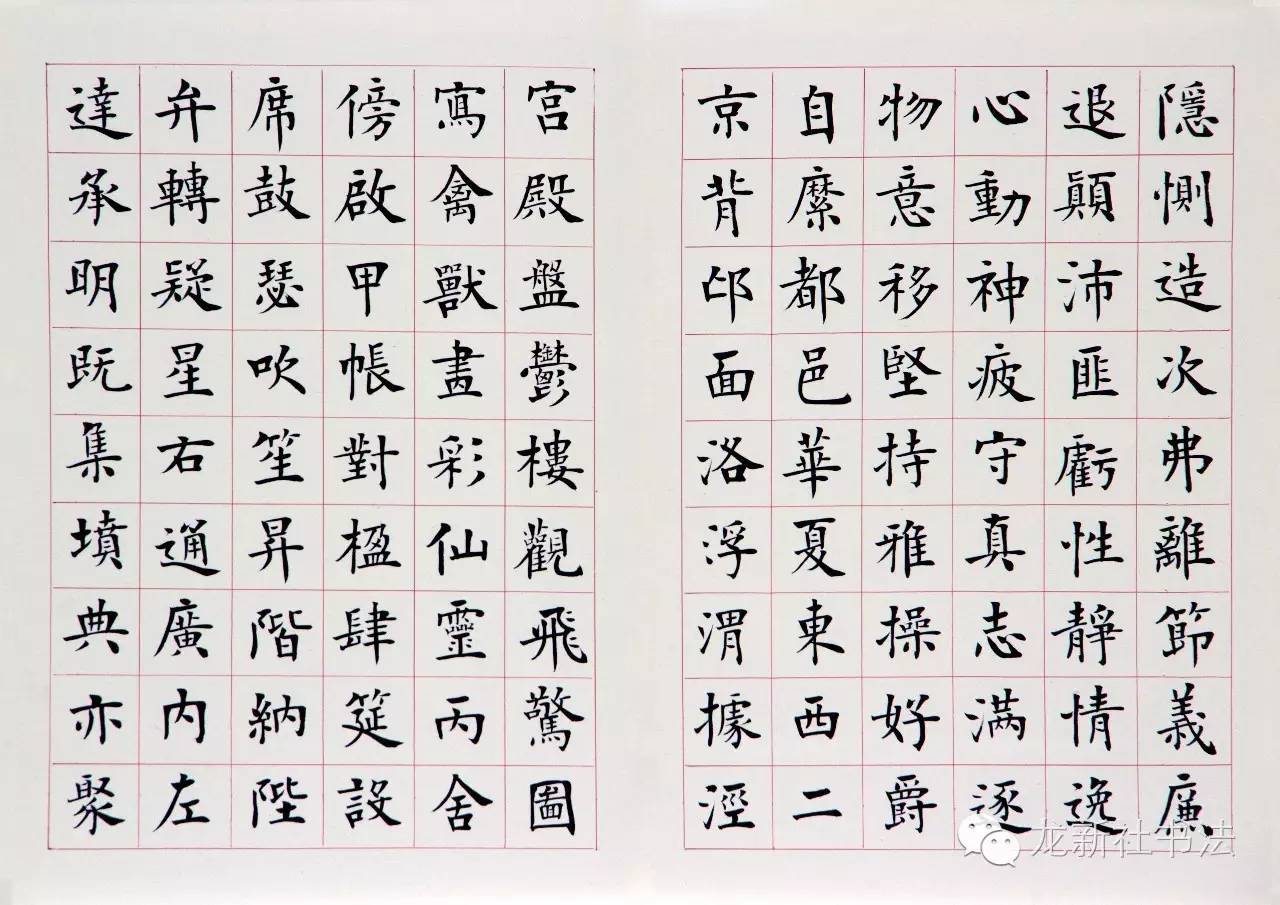 隱惻造次弗離節義廉
退顛沛匪虧性靜情逸
心動神疲守真志滿逐
物意移堅持雅操好爵
自縻都邑華夏東西二
京背邙面洛浮渭據涇
宮殿盤鬱樓觀飛驚圖
寫禽獸畫彩仙靈丙舍
傍啟甲帳對楹肆筵設
席鼓瑟吹笙昇階納陛
弁轉疑星右通廣內左
達承明既集墳典亦聚
龙新社书法